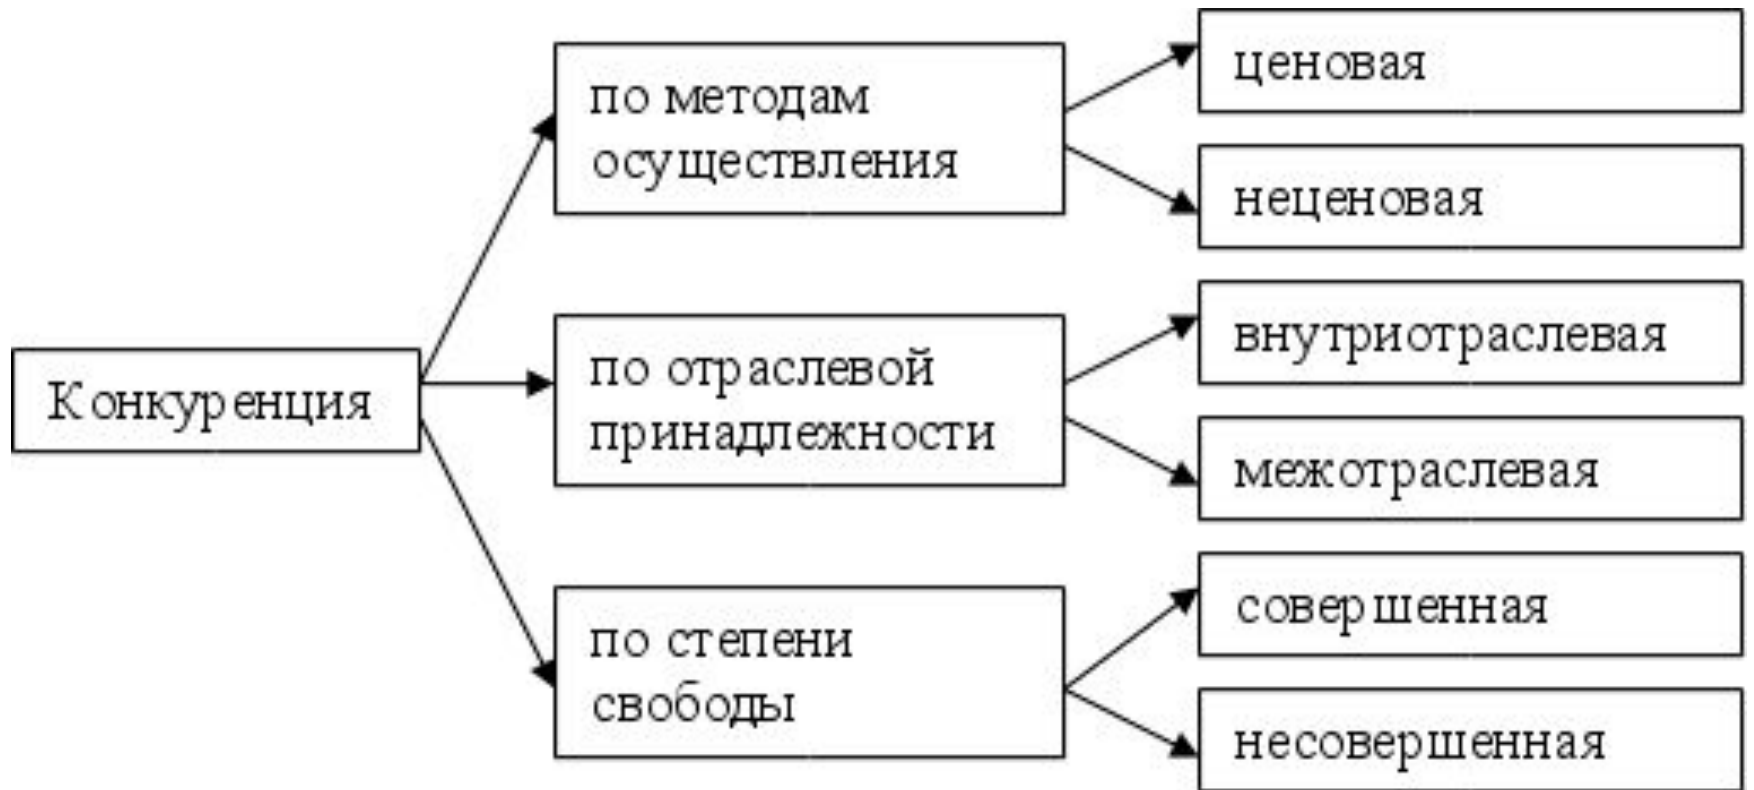 Конкуренция
по методам
осуществления
ценовая
неценовая
по отраслевой
принадлежности
внутриотраслевая
межотраслевая
по степени
свободы
совершенная
несовершенная